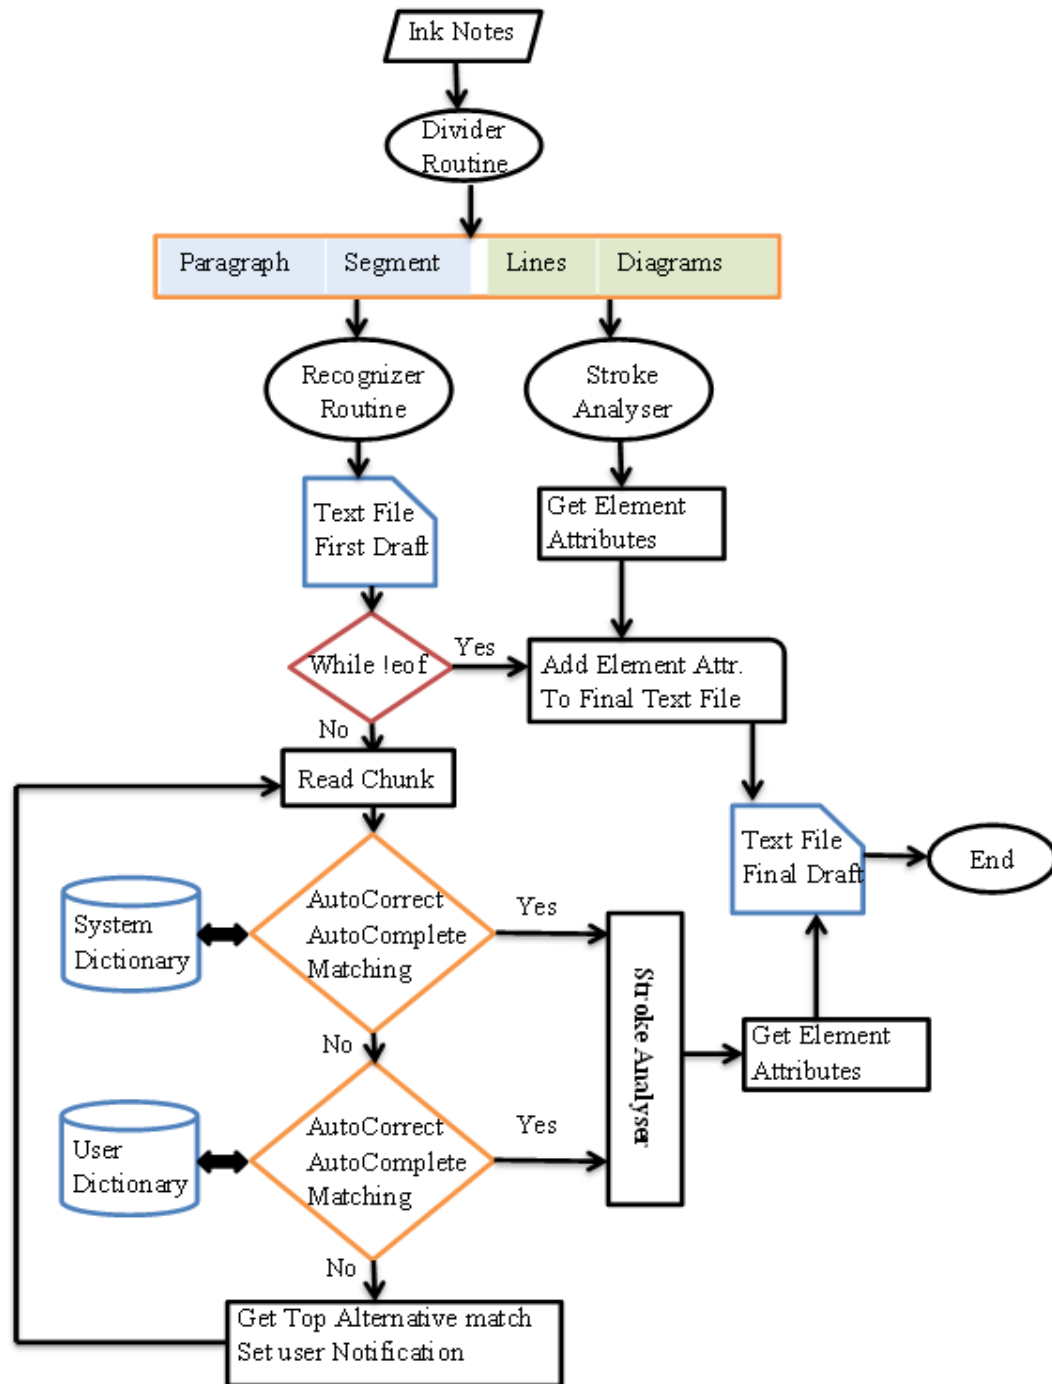 Ink Notes
Divider
Routine
Paragraph
Segment
Lines
Diagrams
Recognizer
Routine
Stroke
Analyser
Text File
First Draft
Get Element
Attributes
While !eof
Yes
Add Element Attr.
To Final Text File
No
Read Chunk
Text File
Final Draft
End
System
Dictionary
AutoCorrect
AutoComplete
Matching
Yes
Stroke Analyser
Get Element
Attributes
No
User
Dictionary
AutoCorrect
AutoComplete
Matching
Yes
No
Get Top Alternative match
Set user Notification